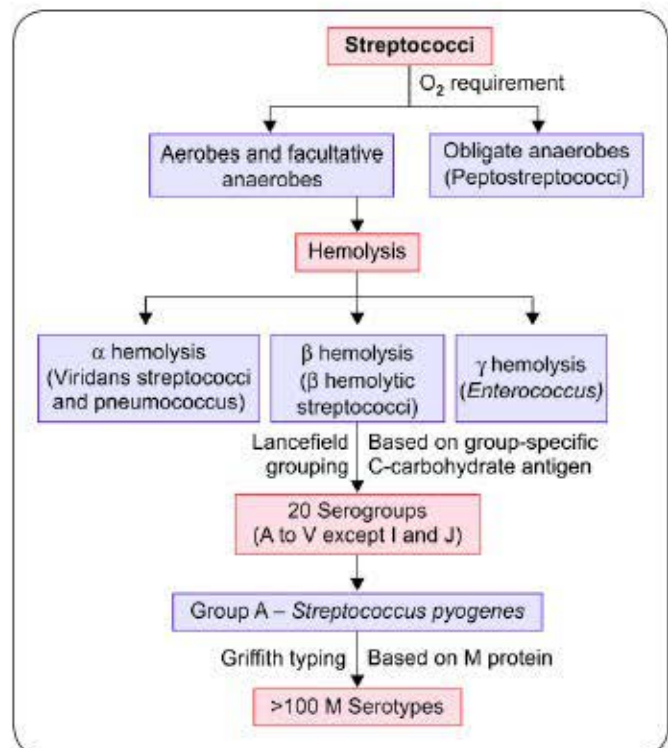 Streptococci
O₂ requirement
Aerobes and facultative
anaerobes
Obligate anaerobes
(Peptostreptococci)
Hemolysis
α hemolysis
(Viridans streptococci
and pneumococcus)
β hemolysis
(β hemolytic
streptococci)
γ hemolysis
(Enterococcus)
Lancefield
grouping
Based on group-specific
C-carbohydrate antigen
20 Serogroups
(A to V except I and J)
Group A – Streptococcus pyogenes
Griffith typing
Based on M protein
>100 M Serotypes